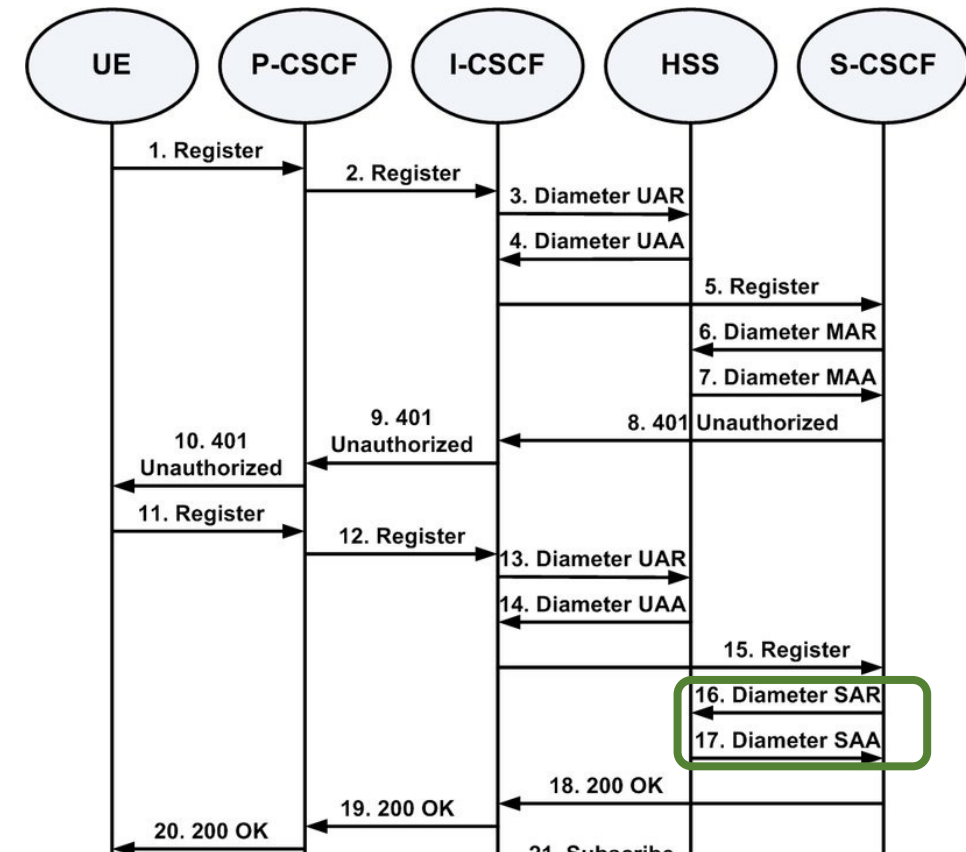 UE
P-CSCF
I-CSCF
HSS
S-CSCF
1. Register
2. Register
3. Diameter UAR
4. Diameter UAA
5. Register
6. Diameter MAR
7. Diameter MAA
8. 401 Unauthorized
9. 401
Unauthorized
10. 401
Unauthorized
11. Register
12. Register
13. Diameter UAR
14. Diameter UAA
15. Register
16. Diameter SAR
17. Diameter SAA
18. 200 OK
19. 200 OK
20. 200 OK
21. Subscribe